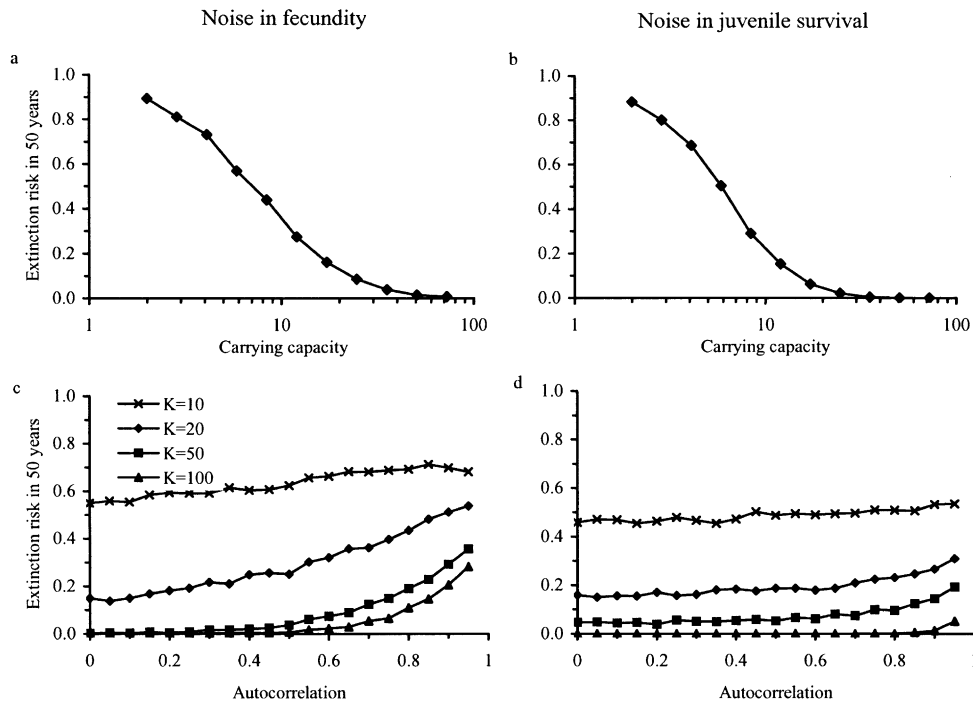 Noise in fecundity
Noise in juvenile survival
a
b
Extinction risk in 50 years
1.0
0.8
0.6
0.4
0.2
0.0
1
10
100
Carrying capacity
1.0
0.8
0.6
0.4
0.2
0.0
1
10
100
Carrying capacity
c
d
Extinction risk in 50 years
1.0
0.8
0.6
0.4
0.2
0.0
K=10
K=20
K=50
K=100
0
0.2
0.4
0.6
0.8
1
Autocorrelation
1.0
0.8
0.6
0.4
0.2
0.0
0
0.2
0.4
0.6
0.8
Autocorrelation